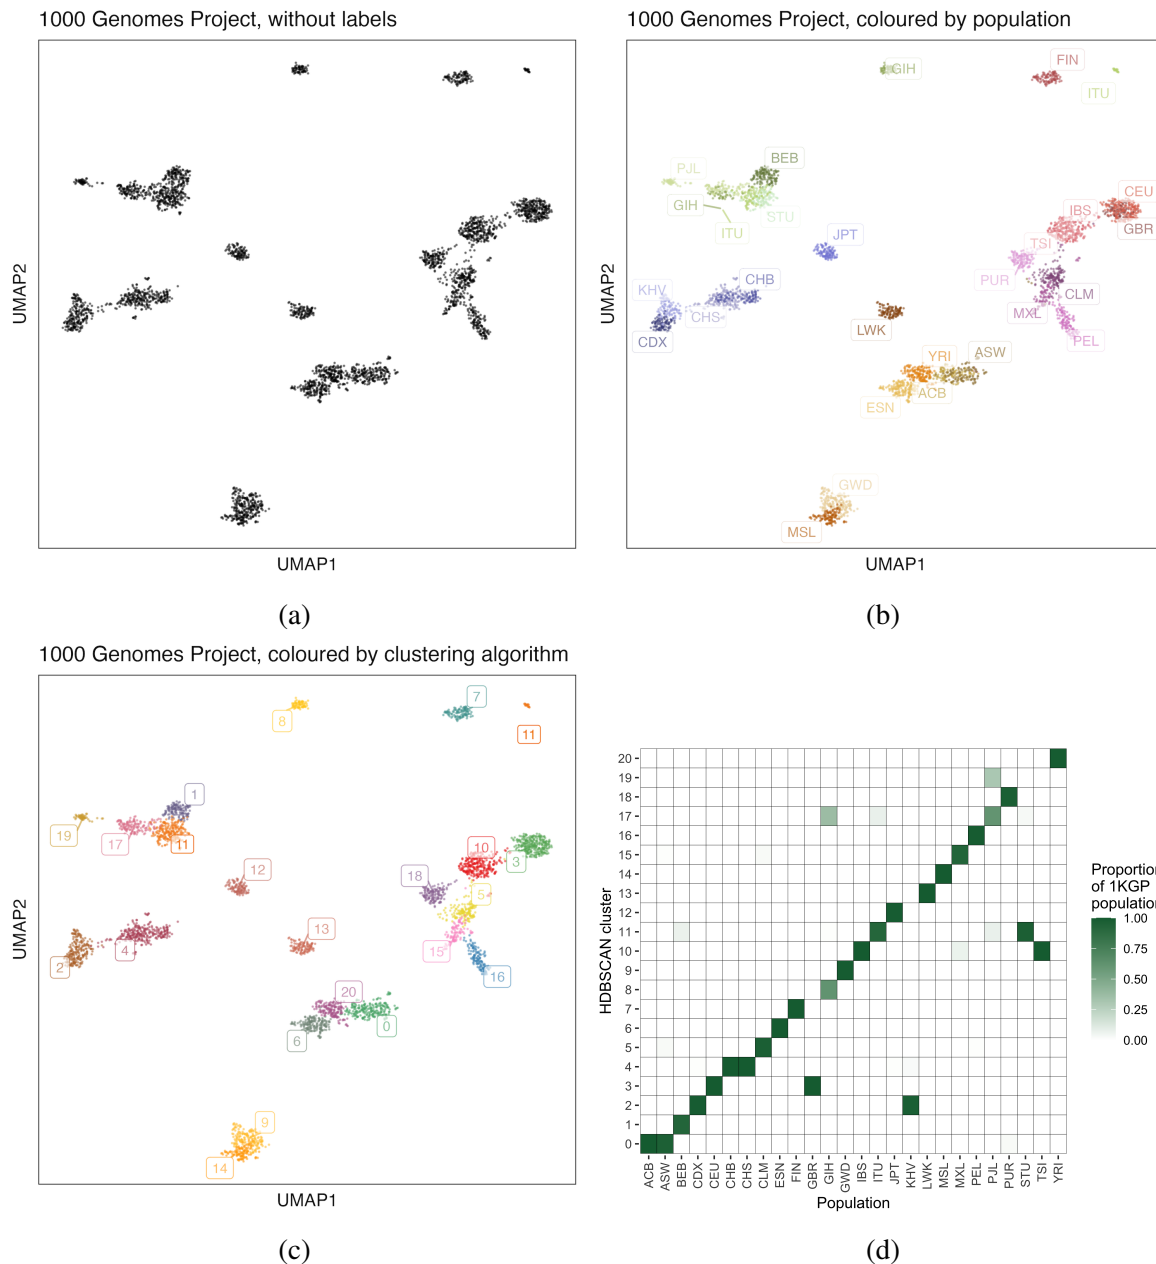 1000 Genomes Project, without labels
UMAP2
UMAP1
(a)
1000 Genomes Project, coloured by population
GIH
FIN
ITU
PJL
BEB
GIH
ITU
STU
CEU
IBS
GBR
TSI
JPT
PUR
KHV
CHB
CHS
CDX
CLM
MXL
PEL
LWK
YRI
ASW
ACB
ESN
GWD
MSL
UMAP2
UMAP1
(b)
1000 Genomes Project, coloured by clustering algorithm
8
7
11
1
19
17
11
10
3
12
18
5
13
4
2
15
16
20
6
0
9
14
UMAP2
UMAP1
(c)
20
19
18
17
16
15
14
13
12
11
10
9
8
7
6
5
4
3
2
1
0
HDBSCAN cluster
ACB
ASW
BEB
CDX
CEU
CHB
CHS
CLM
ESN
FIN
GBR
GIH
GWD
IBS
ITU
JPT
KHV
LWK
MSL
MXL
PEL
PJL
PUR
STU
TSI
YRI
Population
Proportion
of 1KGP
population
1.00
0.75
0.50
0.25
0.00
(d)